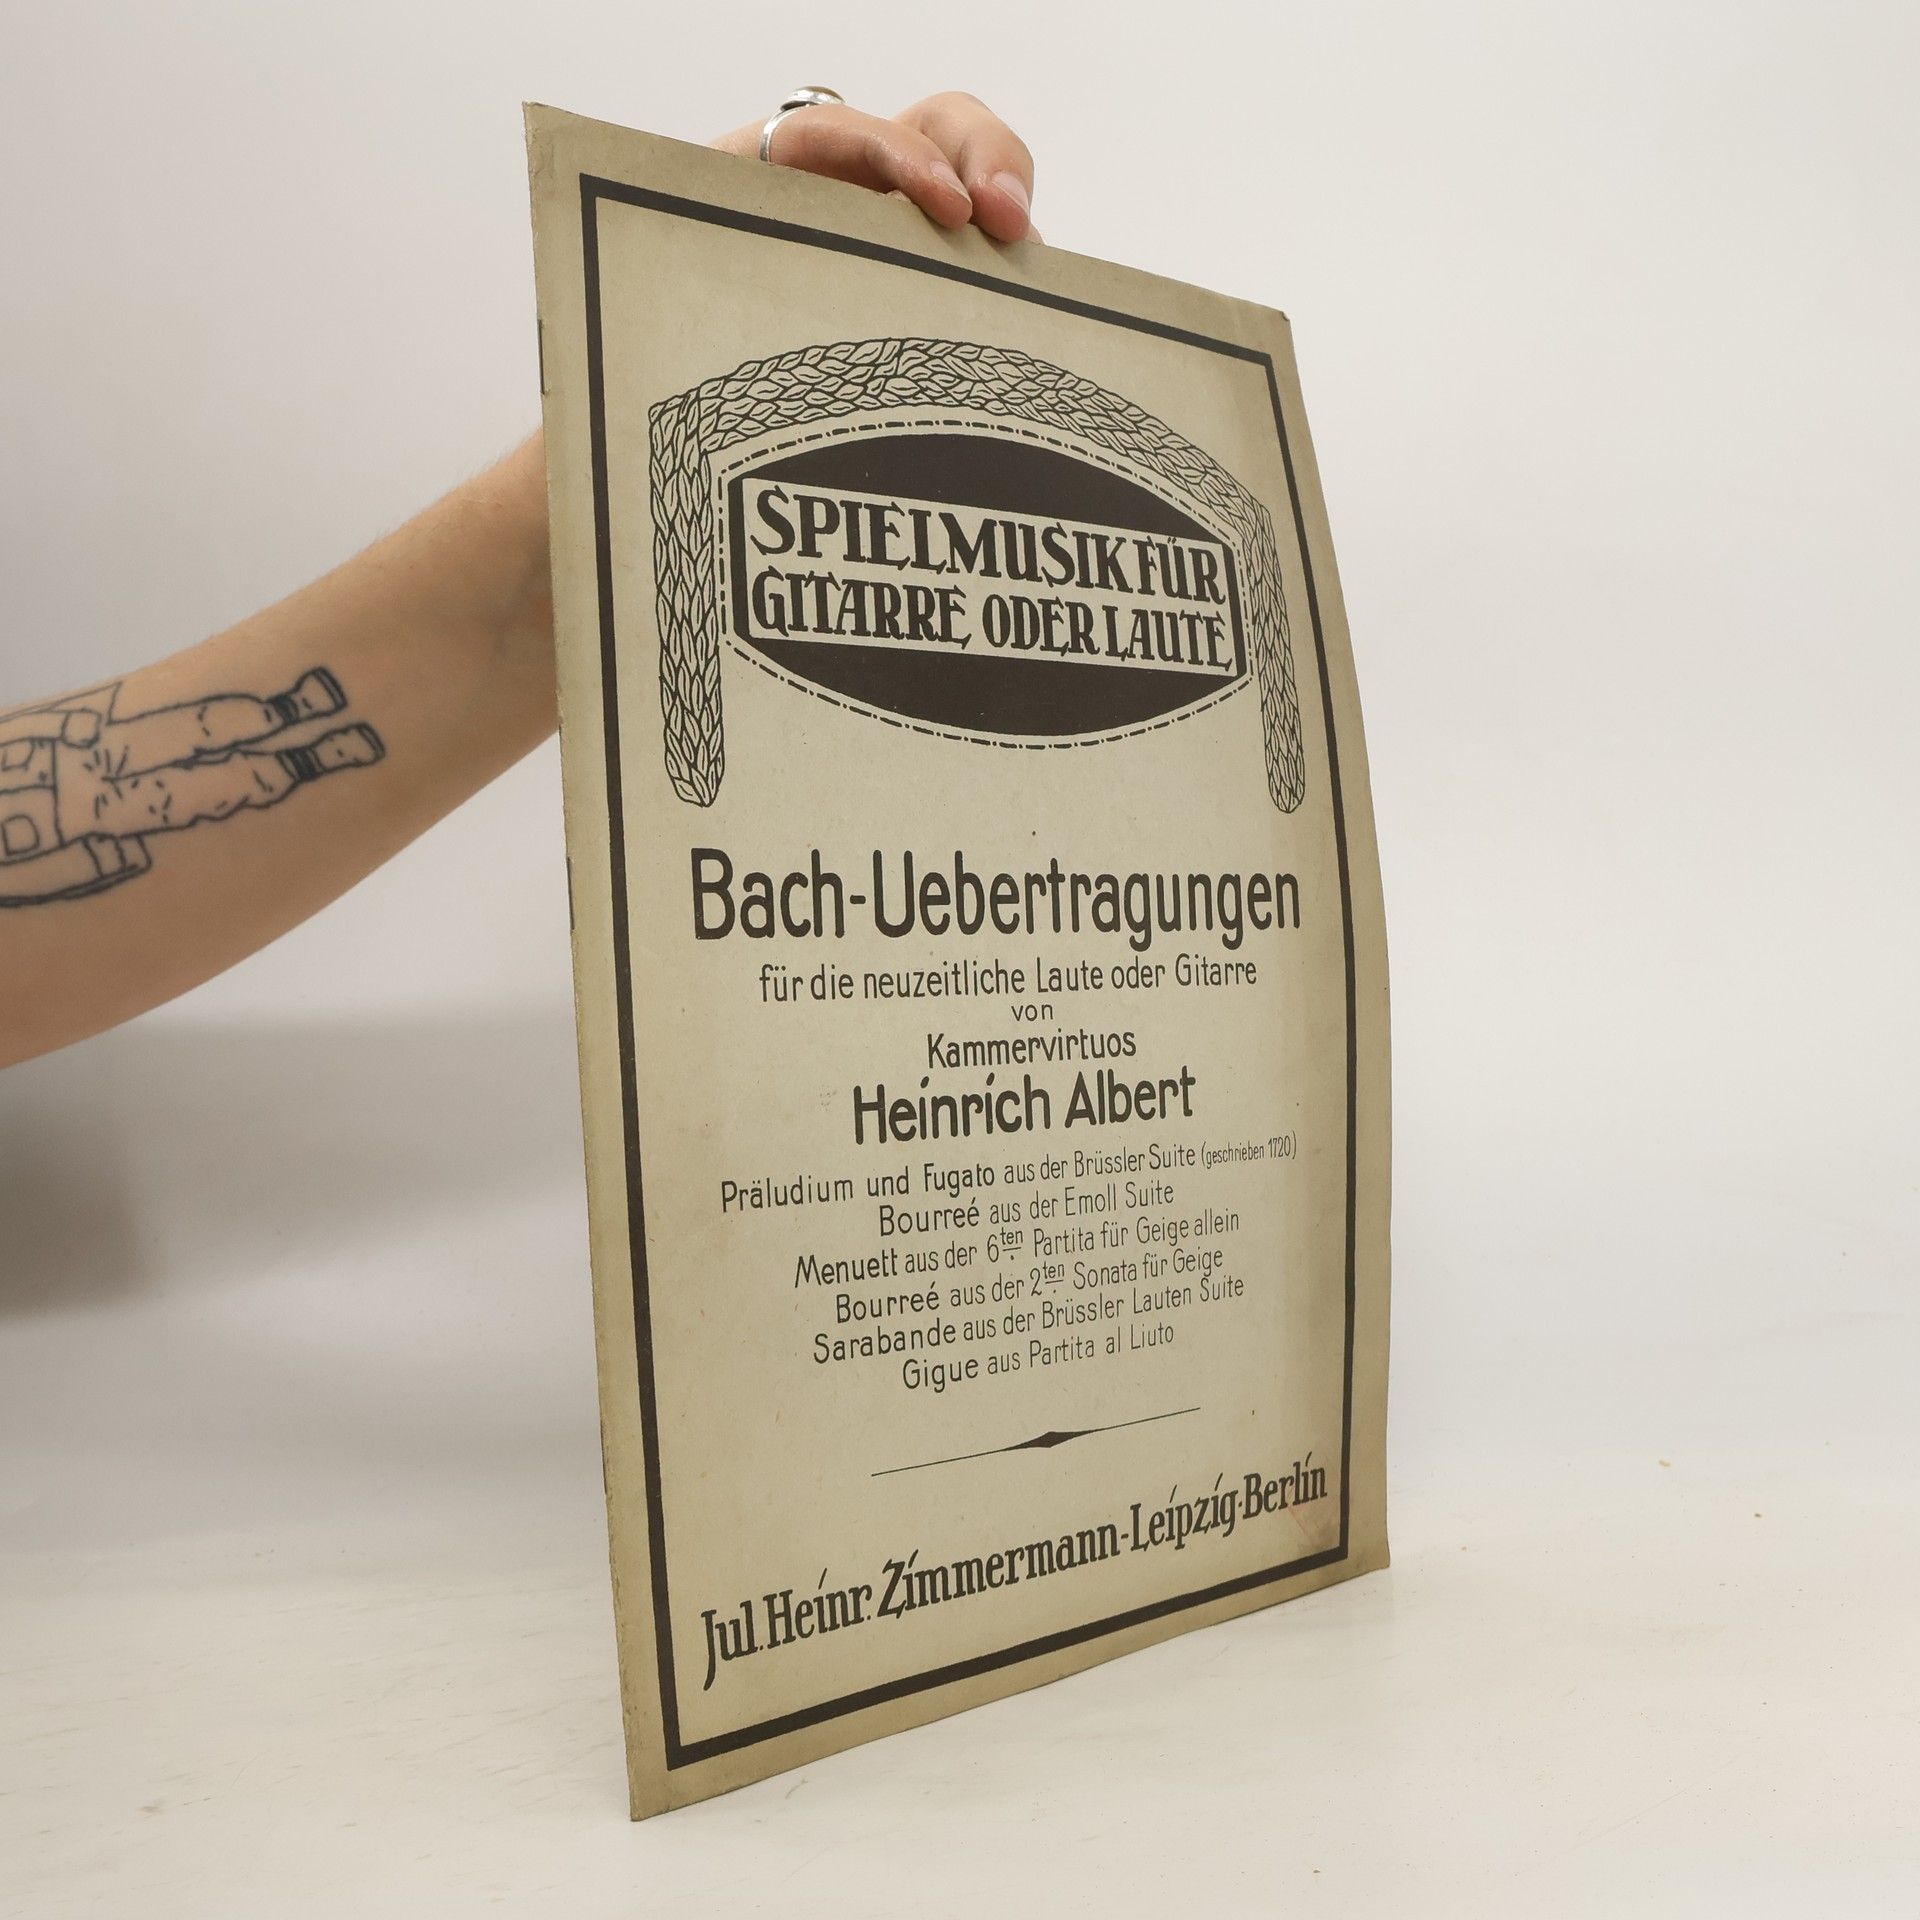 SPIELMUSIK FÜR
GITARRE ODER LAUTE
Bach-Uebertragungen
für die neuzeitliche Laute oder Gitarre
von
Kammervirtuos
Heinrich Albert
Präludium und Fugato aus der Brüssler Suite (geschrieben 1720)
Bourreé aus der Emoll Suite
Menuett aus der 6ten Partita für Geige allein
Bourreé aus der 2ten Sonata für Geige
Sarabande aus der Brüssler Lauten Suite
Gigue aus Partita al Liuto
Jul. Heinr. Zimmermann-Leipzig-Berlin